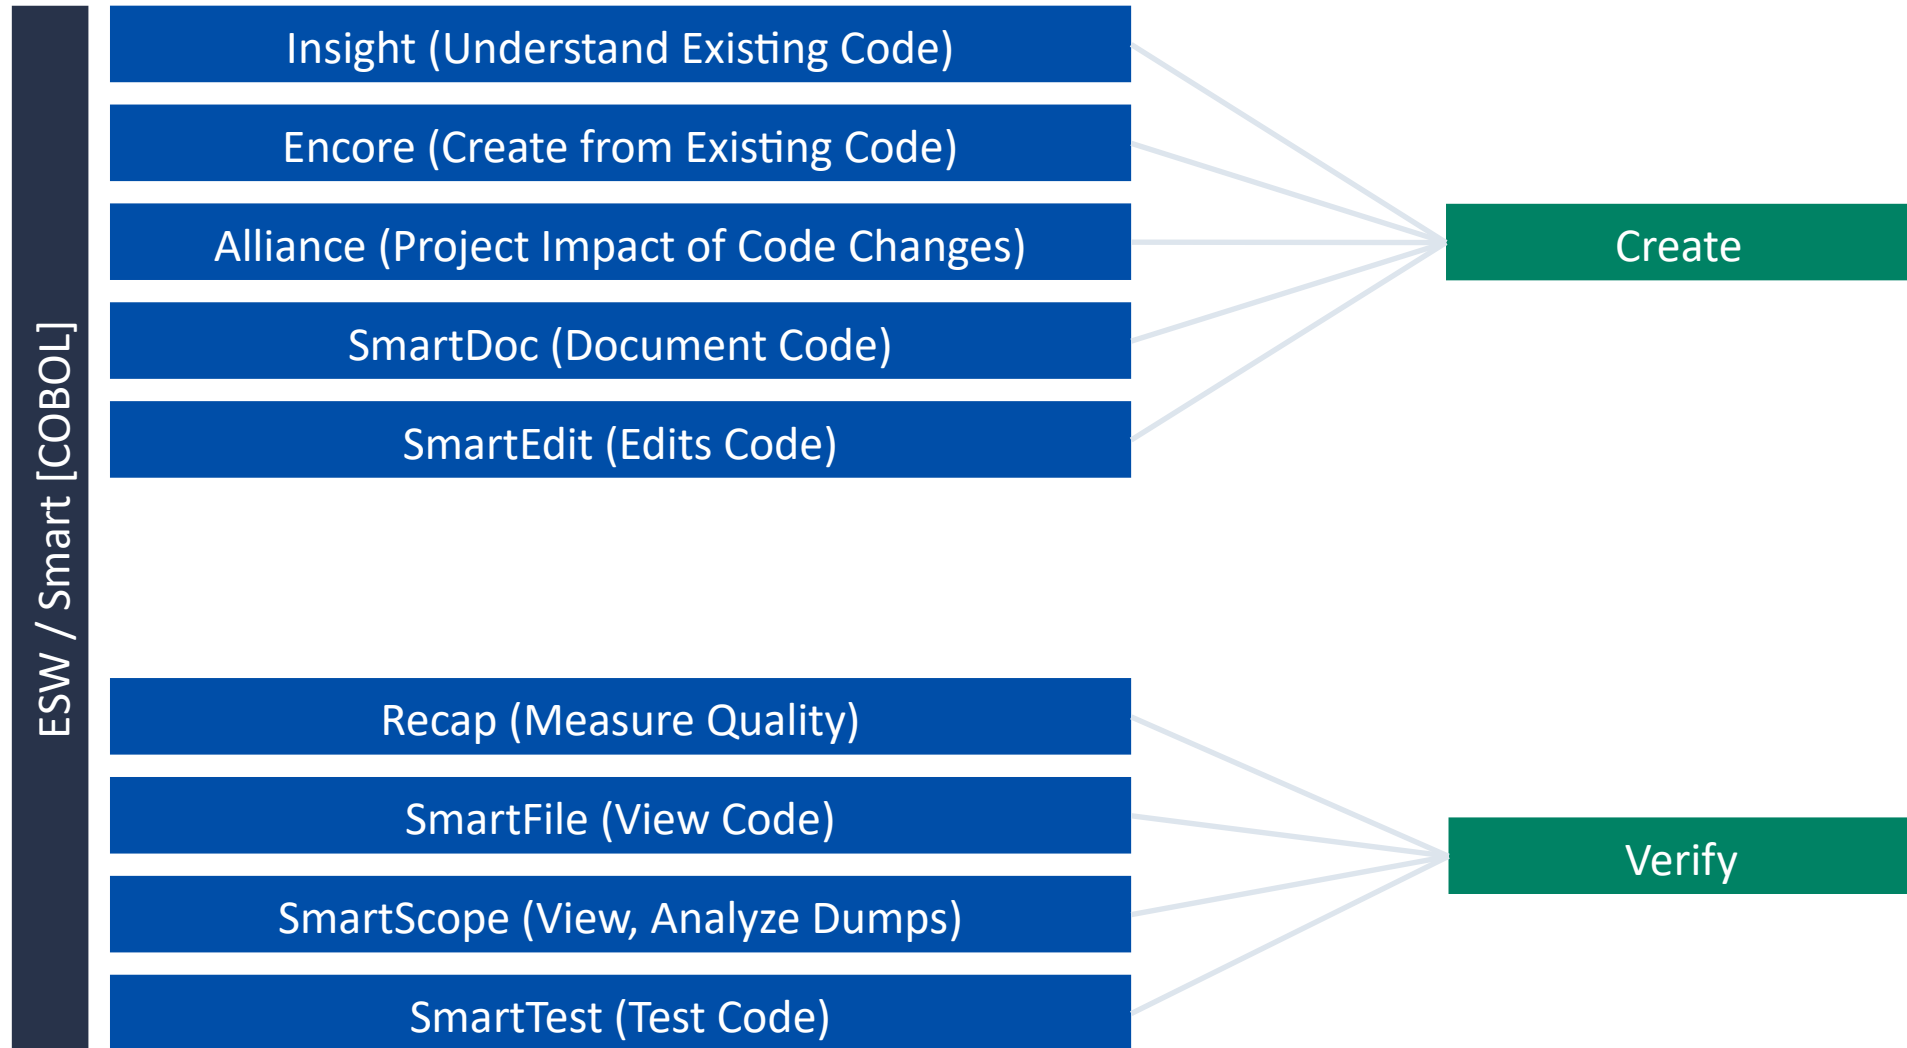 ESW / Smart [COBOL]
Insight (Understand Existing Code)
Encore (Create from Existing Code)
Alliance (Project Impact of Code Changes)
SmartDoc (Document Code)
SmartEdit (Edits Code)
Create
Recap (Measure Quality)
SmartFile (View Code)
SmartScope (View, Analyze Dumps)
SmartTest (Test Code)
Verify